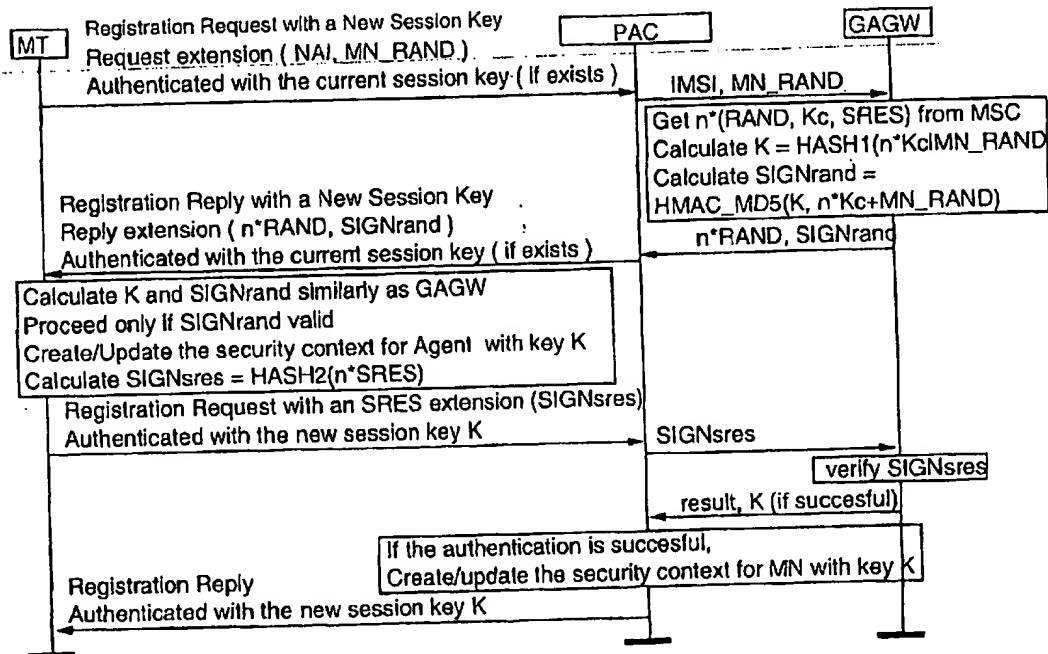 Registration Request with a New Session Key
MT
PAC
GAGW
Request extension ( NAI, MN_RAND )
Authenticated with the current session key ( if exists )
IMSI, MN_RAND
Get n*(RAND, Kc, SRES) from MSC
Calculate K = HASH1(n*Kc|MN_RAND
Calculate SIGNrand =
HMAC_MD5(K, n*Kc+MN_RAND)
Registration Reply with a New Session Key
Reply extension ( n*RAND, SIGNrand )
Authenticated with the current session key ( if exists )
n*RAND, SIGNrand
Calculate K and SIGNrand similarly as GAGW
Proceed only if SIGNrand valid
Create/Update the security context for Agent with key K
Calculate SIGNsres = HASH2(n*SRES)
Registration Request with an SRES extension (SIGNsres)
Authenticated with the new session key K
SIGNsres
verify SIGNsres
result, K (if succesful)
If the authentication is succesful,
Create/update the security context for MN with key K
Registration Reply
Authenticated with the new session key K